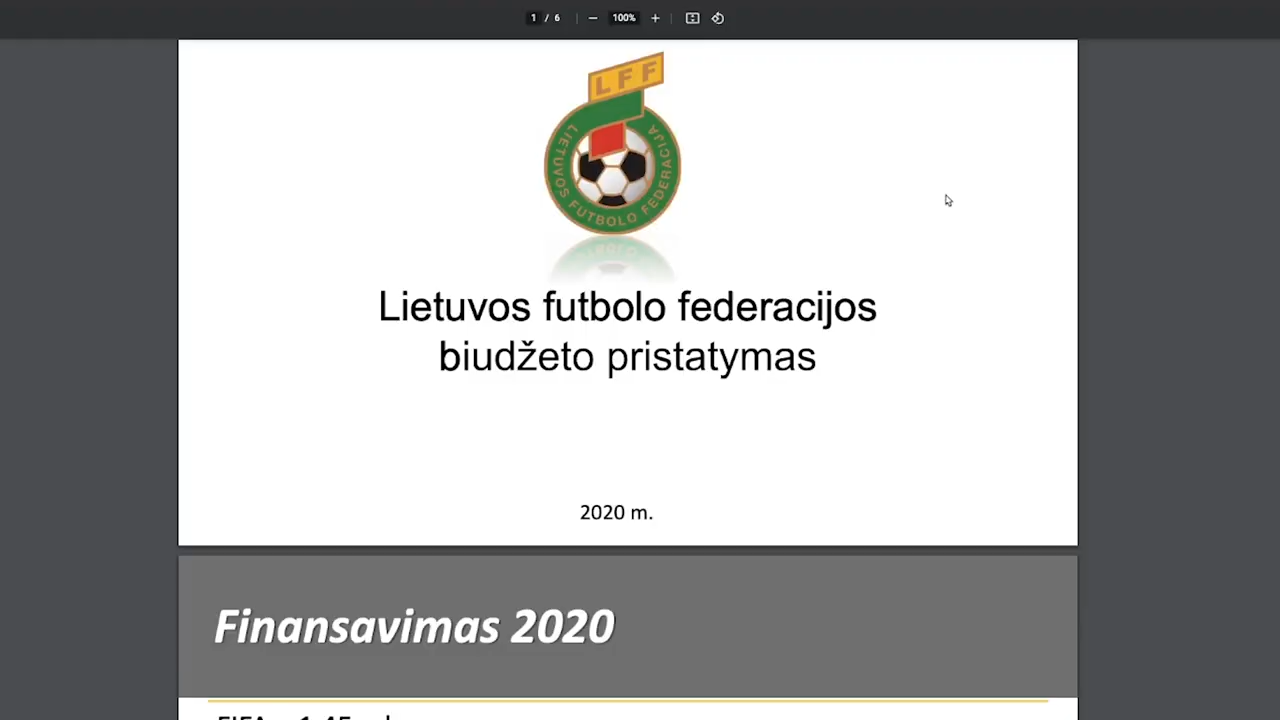 1 / 6
100%
LFF
LIETUVOS FUTBOLO FEDERACIJA
Lietuvos futbolo federacijos
biudžeto pristatymas
2020 m.
Finansavimas 2020